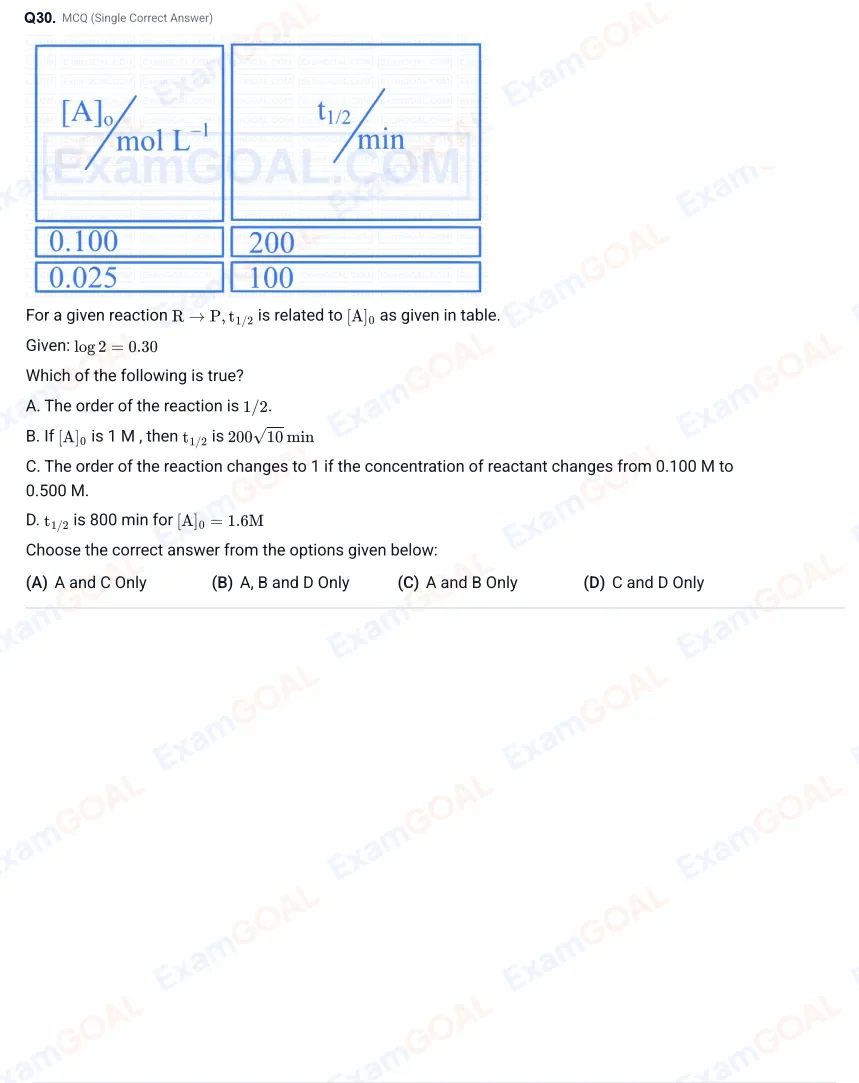 Q30. MCQ (Single Correct Answer)
[A]₀/mol L⁻¹ t₁/₂/min
ExamGOAL.COM
0.100 200
0.025 100
For a given reaction R → P, t₁/₂ is related to [A]₀ as given in table.
Given: log 2 = 0.30
Which of the following is true?
A. The order of the reaction is 1/2.
B. If [A]₀ is 1 M , then t₁/₂ is 200√10 min
C. The order of the reaction changes to 1 if the concentration of reactant changes from 0.100 M to
0.500 M.
D. t₁/₂ is 800 min for [A]₀ = 1.6M
Choose the correct answer from the options given below:
(A) A and C Only (B) A, B and D Only (C) A and B Only (D) C and D Only